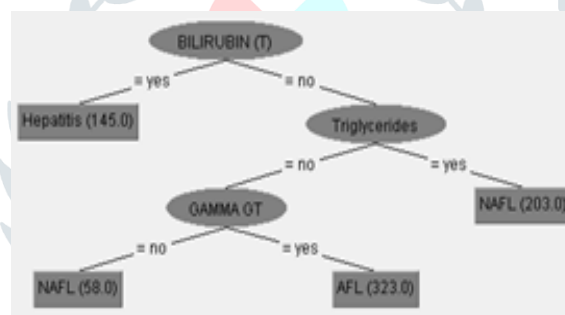 BILIRUBIN (T)
= yes
= no
Hepatitis (145.0)
Triglycerides
= no
= yes
GAMMA GT
NAFL (203.0)
= no
= yes
NAFL (58.0)
AFL (323.0)